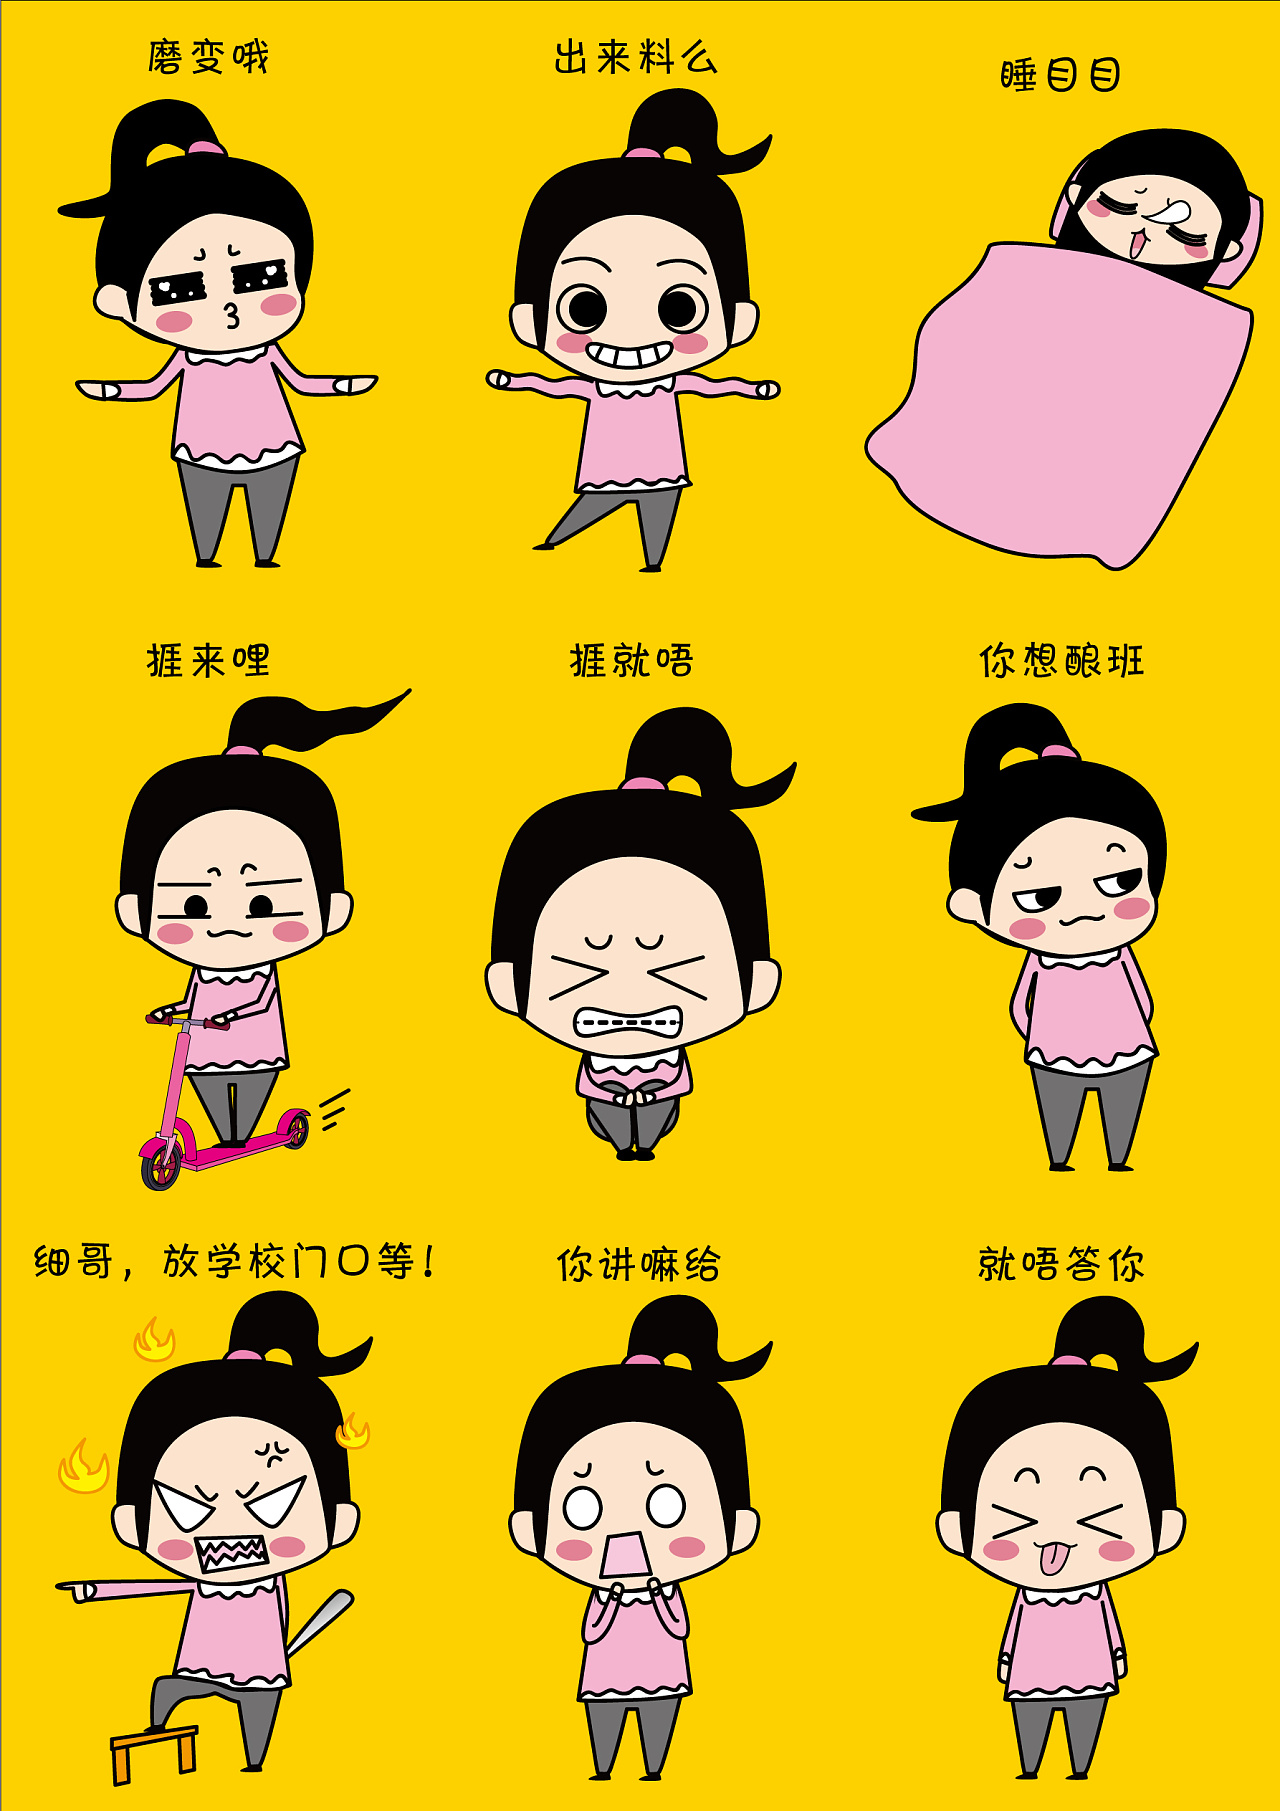 磨变哦
出来料么
睡目目
捱来哩
捱就唔
你想酿班
细哥，放学校门口等！
你讲嘛给
就唔答你